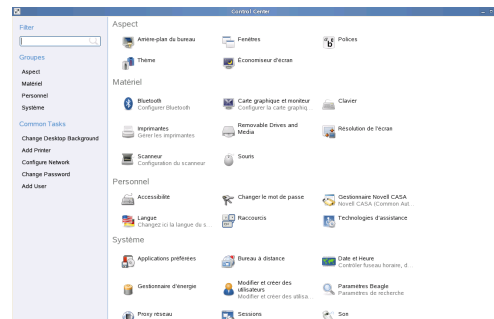 Control Center
Filter
Groupes
Aspect
Matériel
Personnel
Système
Common Tasks
Change Desktop Background
Add Printer
Configure Network
Change Password
Add User
Aspect
Arrière-plan du bureau
Fenêtres
Polices
Thème
Économiseur d'écran
Matériel
Bluetooth
Configurer Bluetooth
Carte graphique et moniteur
Configurer la carte graphiq...
Clavier
Imprimantes
Gérer les imprimantes
Removable Drives and
Media
Résolution de l'écran
Scanneur
Configuration du scanneur
Souris
Personnel
Accessibilité
Changer le mot de passe
Gestionnaire Novell CASA
Novell CASA (Common Aut...
Langue
Changez ici la langue du s...
Raccourcis
Technologies d'assistance
Système
Applications préférées
Bureau à distance
Date et Heure
Contrôler fuseau horaire, d...
Gestionnaire d'énergie
Modifier et créer des
utilisateurs
Modifier et créer des utilisa...
Paramètres Beagle
Paramètres de recherche
Proxy réseau
Sessions
Son